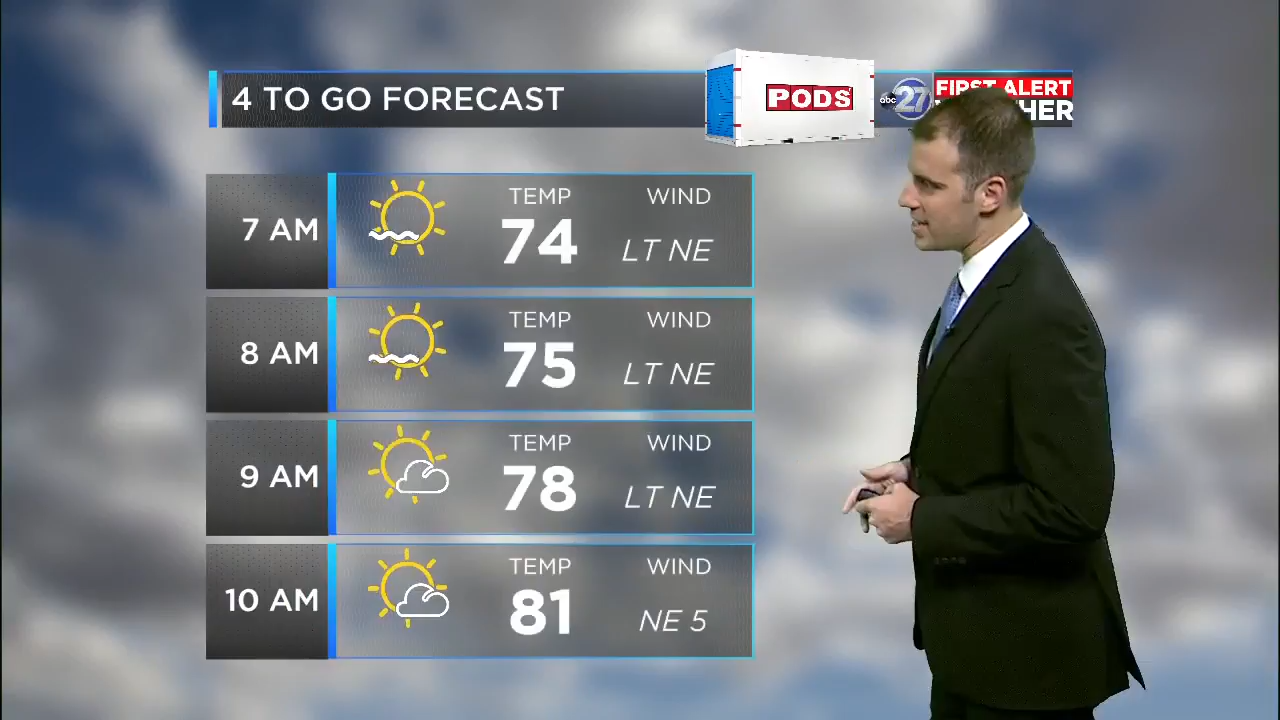 4 TO GO FORECAST
PODS
abc 27
FIRST ALERT
7 AM
TEMP WIND
74 LT NE
8 AM
TEMP WIND
75 LT NE
9 AM
TEMP WIND
78 LT NE
10 AM
TEMP WIND
81 NE 5